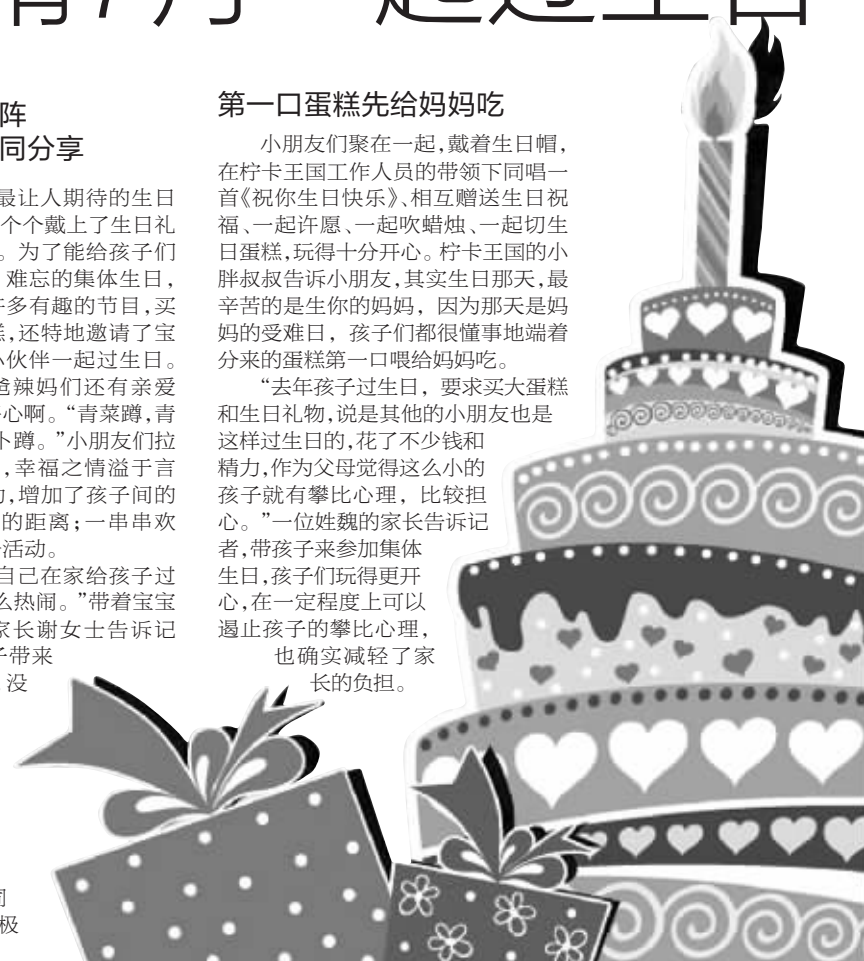 月一起过生日
阵
同分享
最让人期待的生日
个个戴上了生日礼
。为了能给孩子们
难忘的集体生日，
多有趣的节目，买
，还特地邀请了宝
小伙伴一起过生日。
辣妈们还有亲爱
心啊。“青菜蹲，青
卜蹲。”小朋友们拉
，幸福之情溢于言
，增加了孩子间的
的距离；一串串欢
活动。
自己在家给孩子过
么热闹。”带着宝宝
家长谢女士告诉记
子带来
没
极
第一口蛋糕先给妈妈吃
小朋友们聚在一起，戴着生日帽，
在柠卡王国工作人员的带领下同唱一
首《祝你生日快乐》、相互赠送生日祝
福、一起许愿、一起吹蜡烛、一起切生
日蛋糕，玩得十分开心。柠卡王国的小
胖叔叔告诉小朋友，其实生日那天，最
辛苦的是生你的妈妈，因为那天是妈
妈的受难日，孩子们都很懂事地端着
分来的蛋糕第一口喂给妈妈吃。
“去年孩子过生日，要求买大蛋糕
和生日礼物，说是其他的小朋友也是
这样过生日的，花了不少钱和
精力，作为父母觉得这么小的
孩子就有攀比心理，比较担
心。”一位姓魏的家长告诉记
者，带孩子来参加集体
生日，孩子们玩得更开
心，在一定程度上可以
遏止孩子的攀比心理，
也确实减轻了家
长的负担。